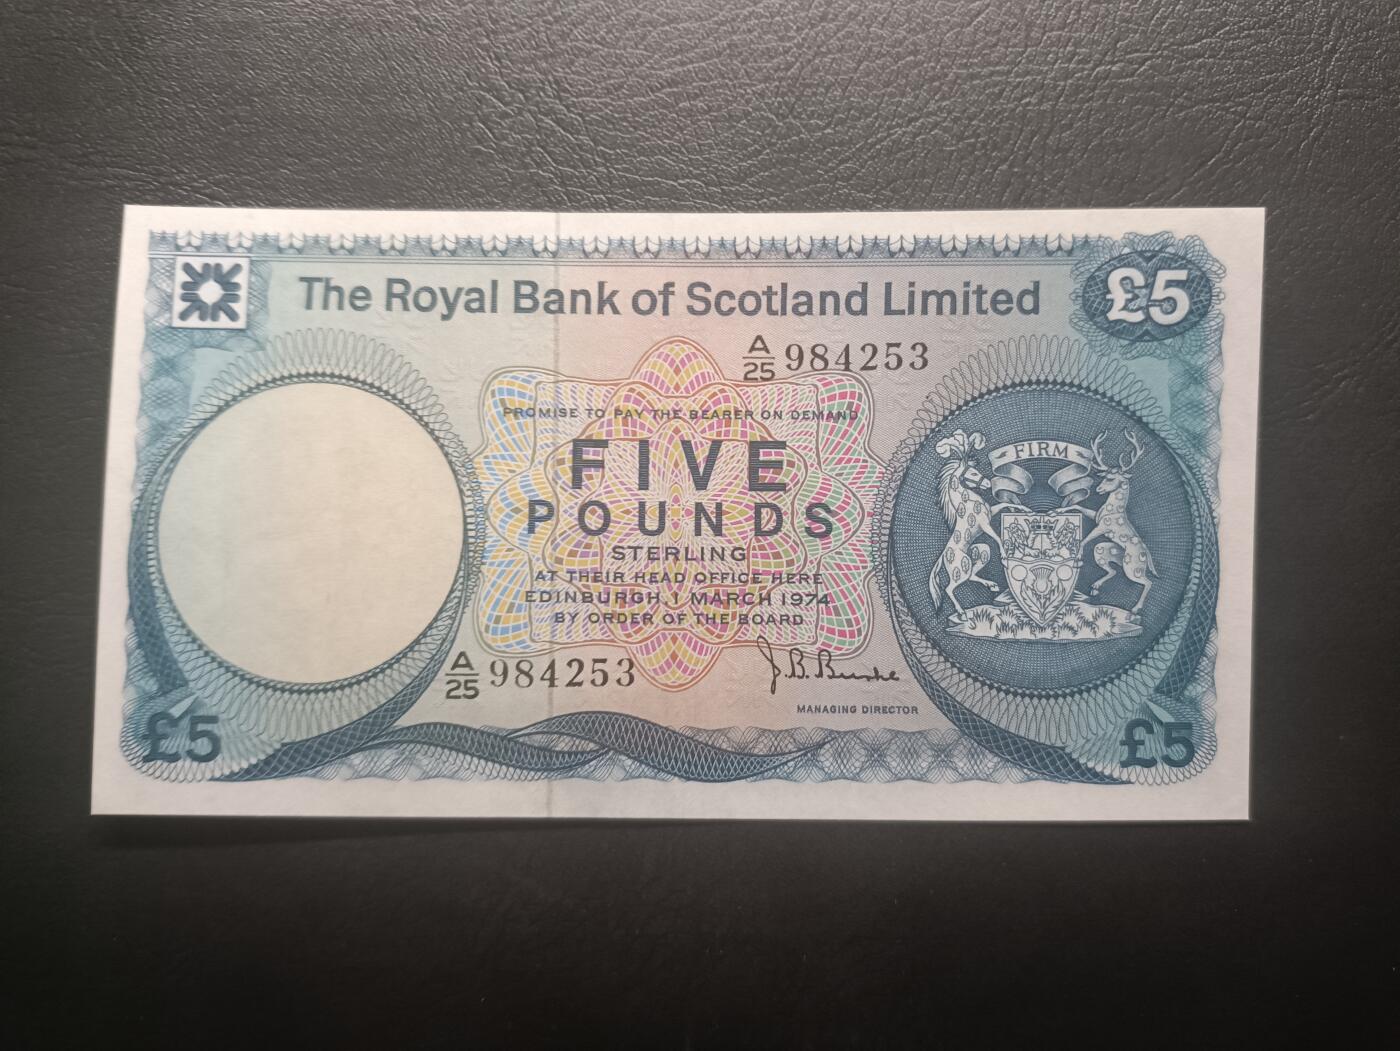 The Royal Bank of Scotland Limited
£5
A/25 984253
PROMISE TO PAY THE BEARER ON DEMAND
FIVE
POUNDS
STERLING
AT THEIR HEAD OFFICE HERE
EDINBURGH, 1 MARCH 1974
BY ORDER OF THE BOARD
FIRM
A/25 984253
J. B. Burke
MANAGING DIRECTOR
£5
£5